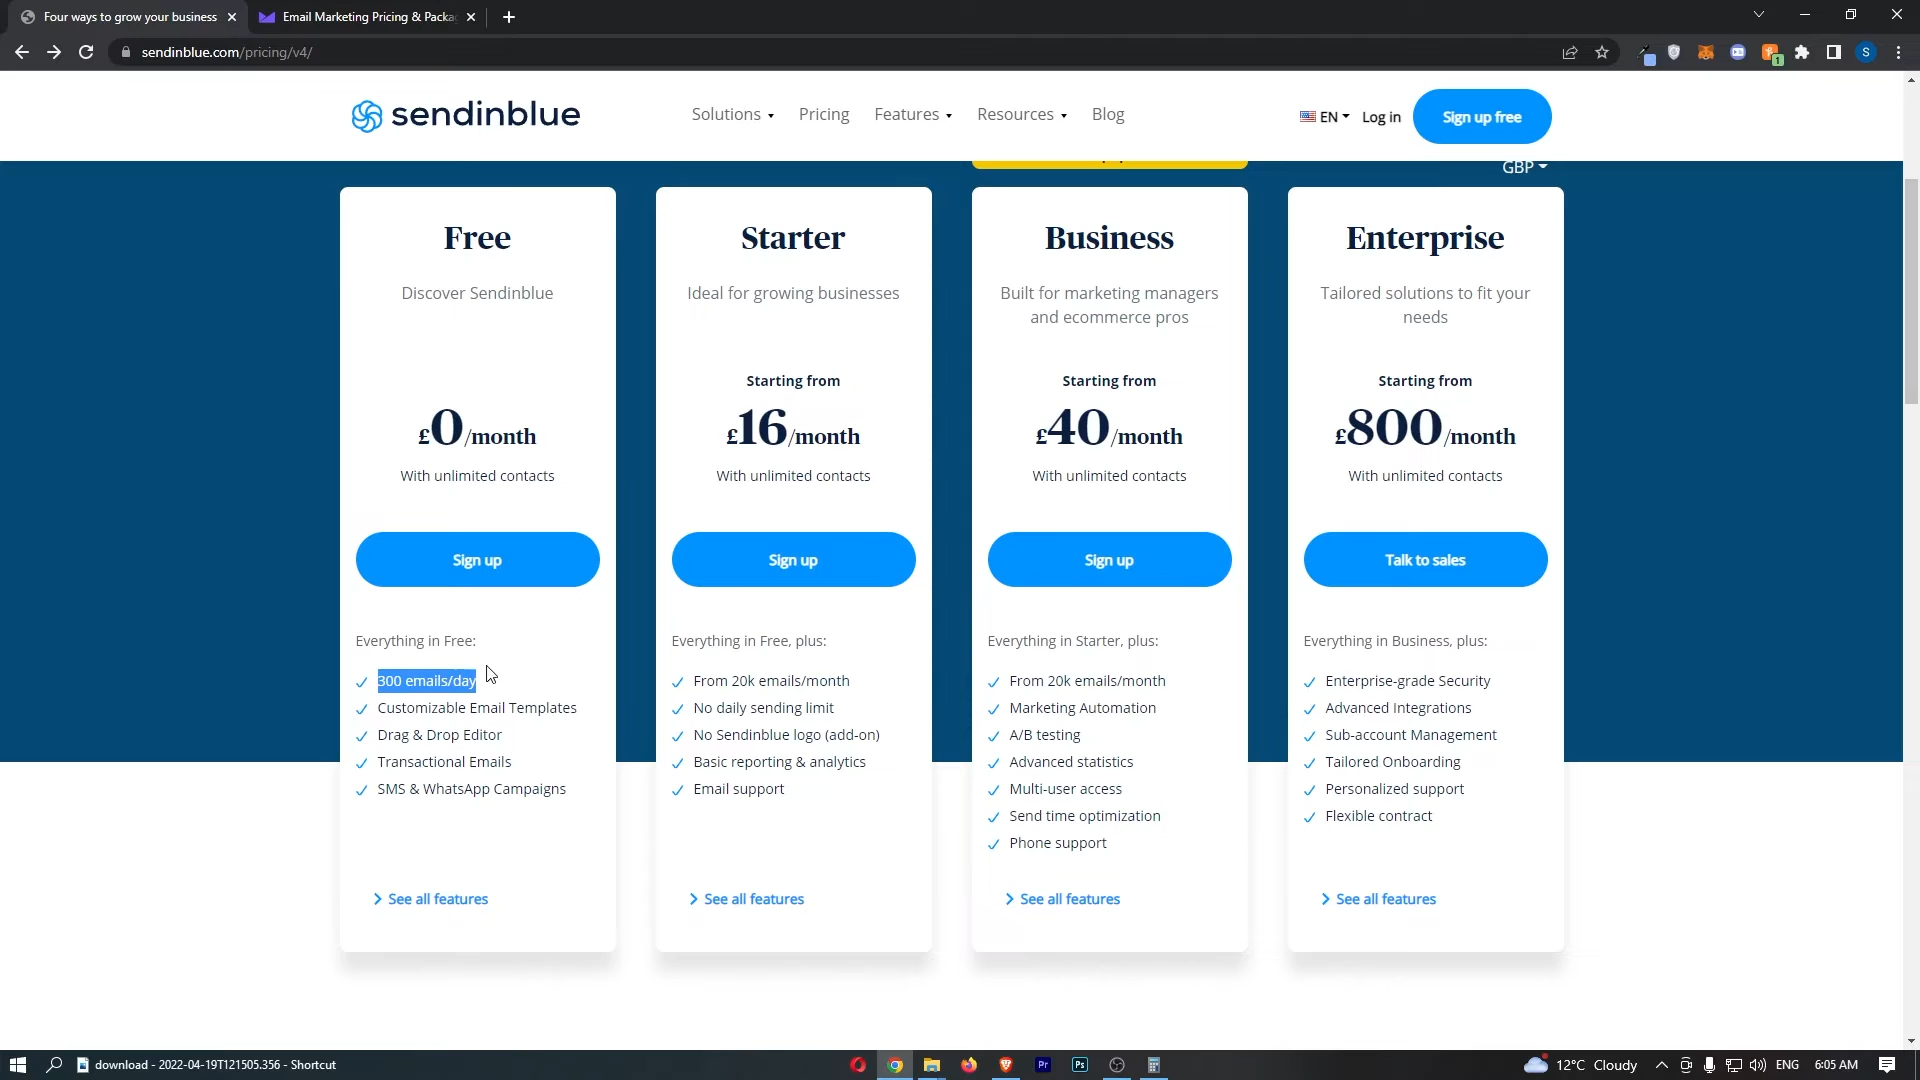 Four ways to grow your business
Email Marketing Pricing & Packa
sendinblue.com/pricing/v4/
S
1
sendinblue
Solutions
Pricing
Features
Resources
Blog
EN
Log in
Sign up free
GBP
Free
Discover Sendinblue
£0/month
With unlimited contacts
Sign up
Everything in Free:
300 emails/day
Customizable Email Templates
Drag & Drop Editor
Transactional Emails
SMS & WhatsApp Campaigns
See all features
Starter
Ideal for growing businesses
Starting from
£16/month
With unlimited contacts
Sign up
Everything in Free, plus:
From 20k emails/month
No daily sending limit
No Sendinblue logo (add-on)
Basic reporting & analytics
Email support
See all features
Business
Built for marketing managers
and ecommerce pros
Starting from
£40/month
With unlimited contacts
Sign up
Everything in Starter, plus:
From 20k emails/month
Marketing Automation
A/B testing
Advanced statistics
Multi-user access
Send time optimization
Phone support
See all features
Enterprise
Tailored solutions to fit your
needs
Starting from
£800/month
With unlimited contacts
Talk to sales
Everything in Business, plus:
Enterprise-grade Security
Advanced Integrations
Sub-account Management
Tailored Onboarding
Personalized support
Flexible contract
See all features
download - 2022-04-19T121505.356 - Shortcut
Pr
Ps
12°C Cloudy
ENG
6:05 AM